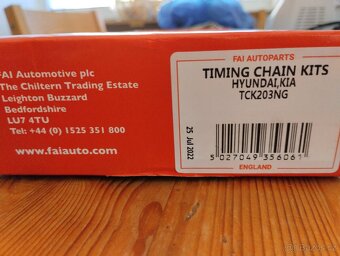 FAI Automotive plc
The Chiltern Trading Estate
Leighton Buzzard
Bedfordshire
LU7 4TU
Tel: +44 (0) 1525 351 800
www.faiauto.com
FAI AUTOPARTS
TIMING CHAIN KITS
HYUNDAI,KIA
TCK203NG
25 Jul 2022
5 027049 356061
ENGLAND